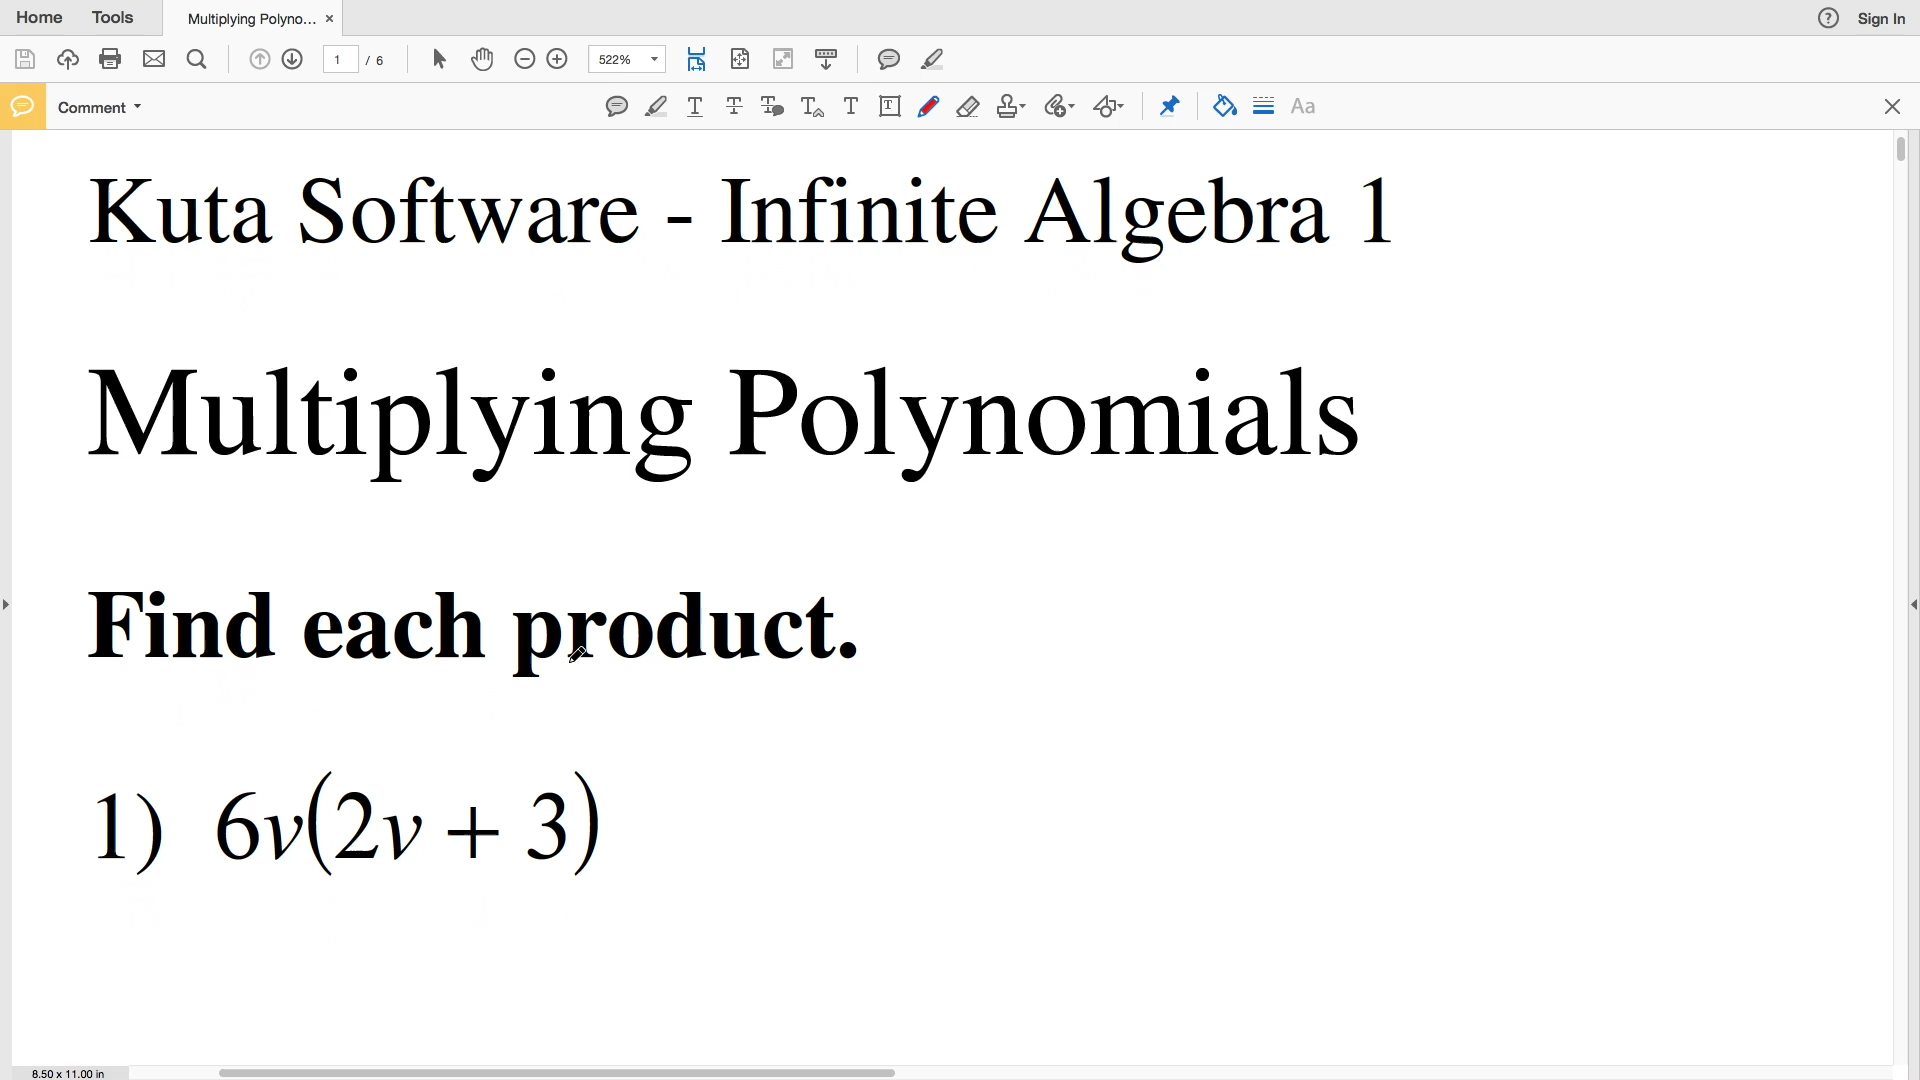 Home Tools Multiplying Polyno... × ? Sign In
1 / 6 522%
Comment Aa
Kuta Software - Infinite Algebra 1
Multiplying Polynomials
Find each product.
1) 6v(2v + 3)
8.50 x 11.00 in